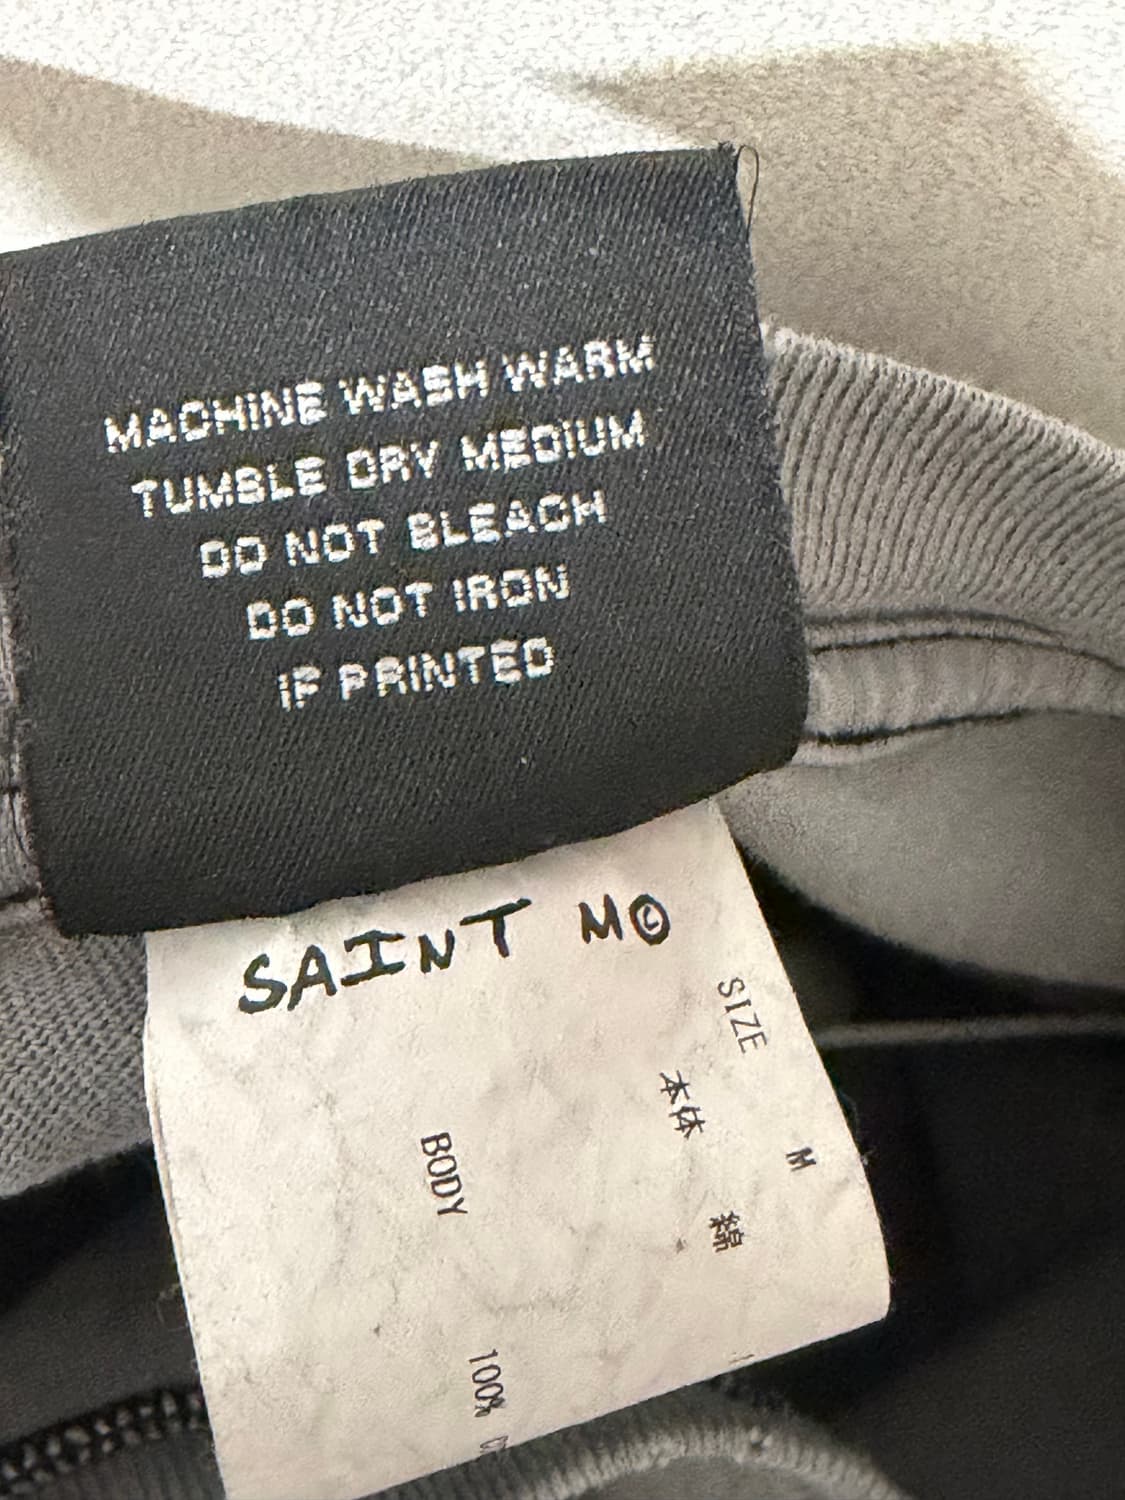 MACHINE WASH WARM
TUMBLE DRY MEDIUM
DO NOT BLEACH
DO NOT IRON
IF PRINTED
SAINT M©
SIZE M
本体 綿
BODY 100%